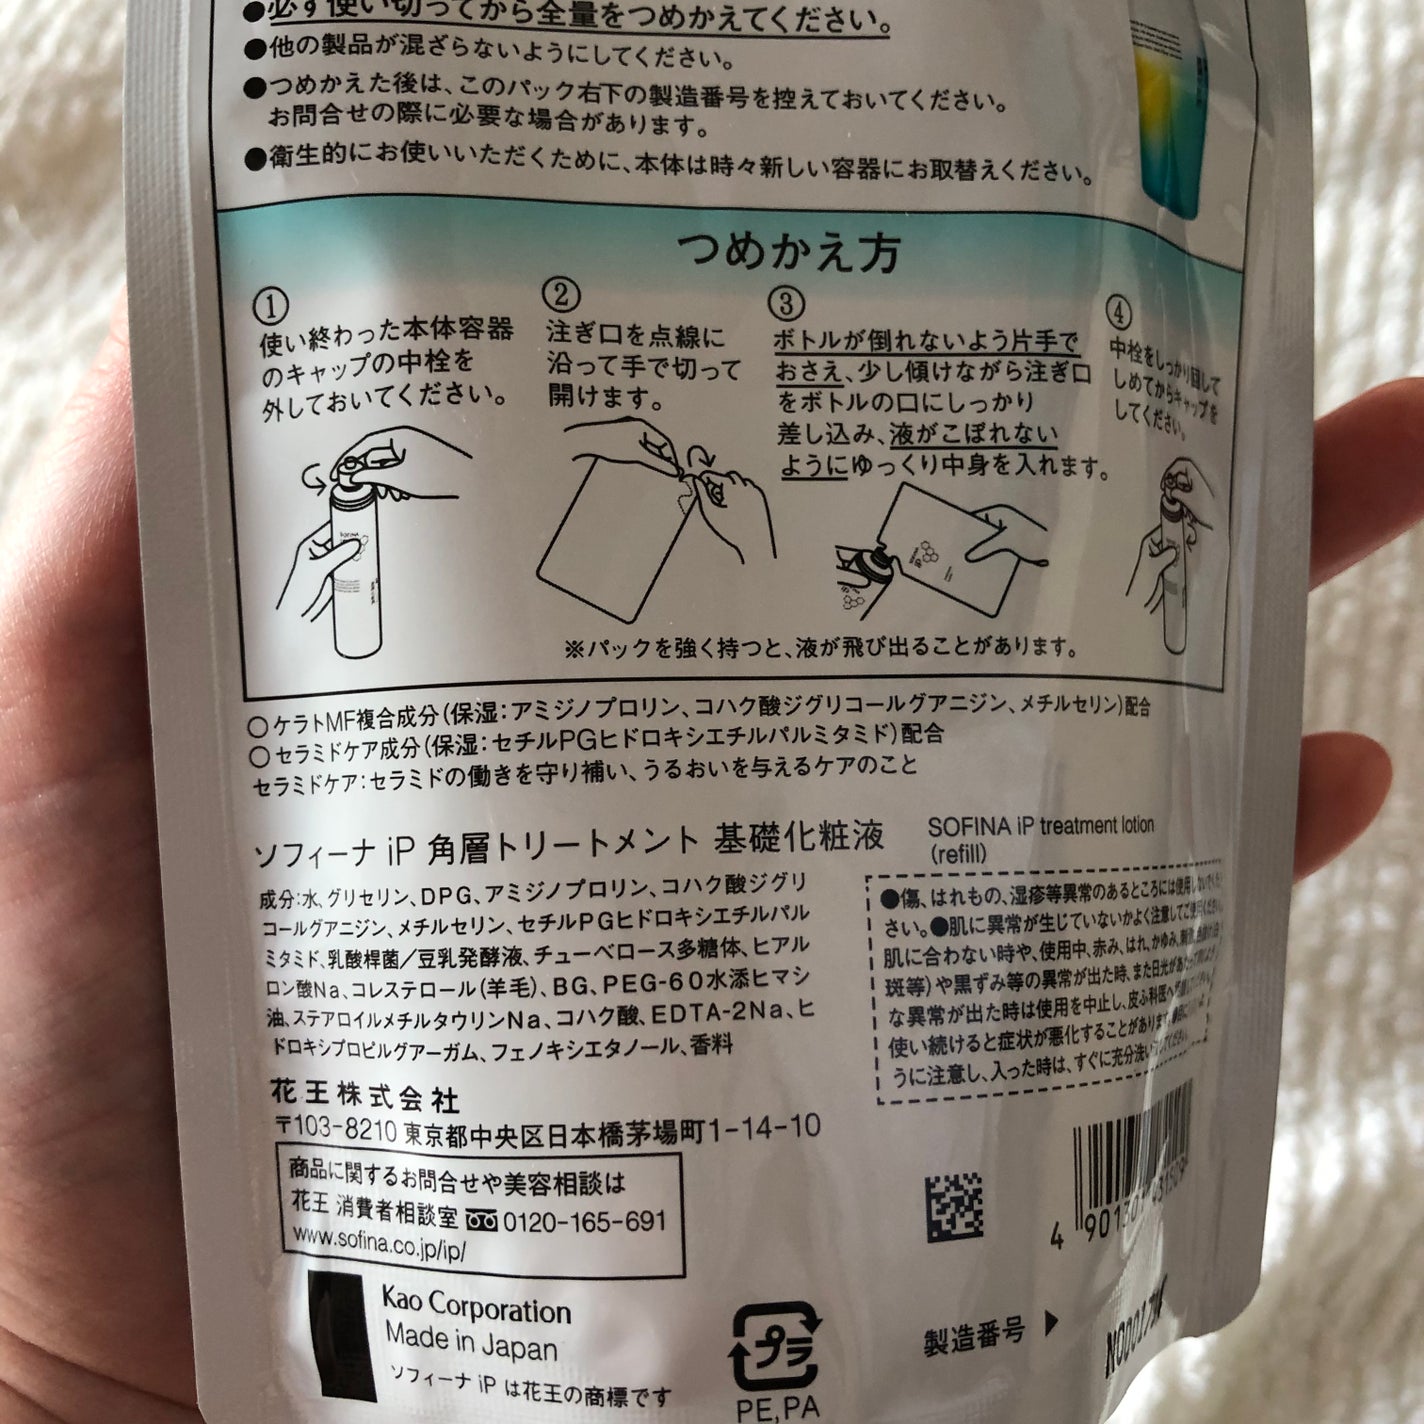 ●必ず使い切ってから全量をつめかえてください。
●他の製品が混ざらないようにしてください。
●つめかえた後は、このパック右下の製造番号を控えておいてください。
お問合せの際に必要な場合があります。
●衛生的にお使いいただくために、本体は時々新しい容器にお取替えください。
つめかえ方
①
使い終わった本体容器
のキャップの中栓を
外しておいてください。
②
注ぎ口を点線に
沿って手で切って
開けます。
③
ボトルが倒れないよう片手で
おさえ、少し傾けながら注ぎ口
をボトルの口にしっかり
差し込み、液がこぼれない
ようにゆっくり中身を入れます。
④
中栓をしっかり回して
しめてからキャップを
してください。
※パックを強く持つと、液が飛び出ることがあります。
○ケラトMF複合成分(保湿:アミジノプロリン、コハク酸ジグリコールグアニジン、メチルセリン)配合
○セラミドケア成分(保湿:セチルPGヒドロキシエチルパルミタミド)配合
セラミドケア:セラミドの働きを守り補い、うるおいを与えるケアのこと
ソフィーナ iP 角層トリートメント 基礎化粧液
SOFINA iP treatment lotion
(refill)
成分:水、グリセリン、DPG、アミジノプロリン、コハク酸ジグリ
コールグアニジン、メチルセリン、セチルPGヒドロキシエチルパル
ミタミド、乳酸桿菌/豆乳発酵液、チューベロース多糖体、ヒアル
ロン酸Na、コレステロール(羊毛)、BG、PEG-60水添ヒマシ
油、ステアロイルメチルタウリンNa、コハク酸、EDTA-2Na、ヒ
ドロキシプロピルグアーガム、フェノキシエタノール、香料
●傷、はれもの、湿疹等異常のあるところには使用しないでくだ
さい。●肌に異常が生じていないかよく注意してご使用ください。
肌に合わない時や、使用中、赤み、はれ、かゆみ、刺激、
斑等)や黒ずみ等の異常が出た時、また日光があたって
な異常が出た時は使用を中止し、皮ふ科医へ
使い続けると症状が悪化することがあります。
うに注意し、入った時は、すぐに充分洗い
花王株式会社
〒103-8210 東京都中央区日本橋茅場町1-14-10
商品に関するお問合せや美容相談は
花王 消費者相談室 0120-165-691
www.sofina.co.jp/ip/
Kao Corporation
Made in Japan
ソフィーナ iP は花王の商標です
プラ
PE,PA
4 901301
製造番号 ▶